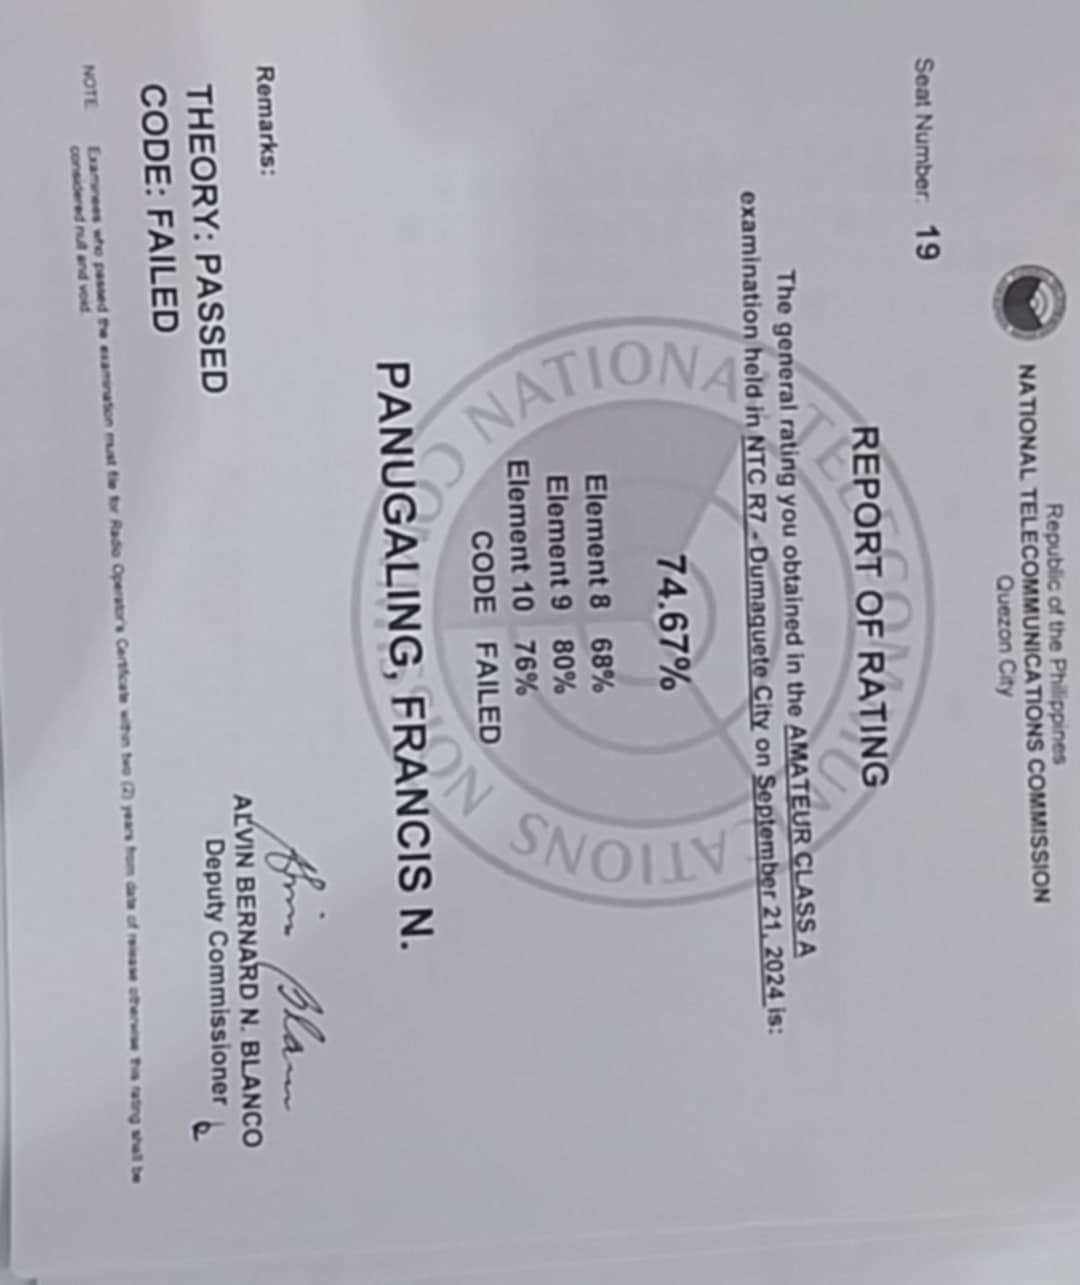 Republic of the Philippines
NATIONAL TELECOMMUNICATIONS COMMISSION
Quezon City
Seat Number: 19
REPORT OF RATING
The general rating you obtained in the AMATEUR CLASS A
examination held in NTC R7 - Dumaguete City on September 21, 2024 is:
74.67%
Element 8 68%
Element 9 80%
Element 10 76%
CODE FAILED
PANUGALING, FRANCIS N.
Remarks:
THEORY: PASSED
CODE: FAILED
ALVIN BERNARD N. BLANCO
Deputy Commissioner
NOTE Examinees who passed the examination must file for Radio Operator's Certificate within two (2) years from date of release otherwise this rating shall be
considered null and void.
NATIONAL TELECOMMUNICATIONS COMMISSION